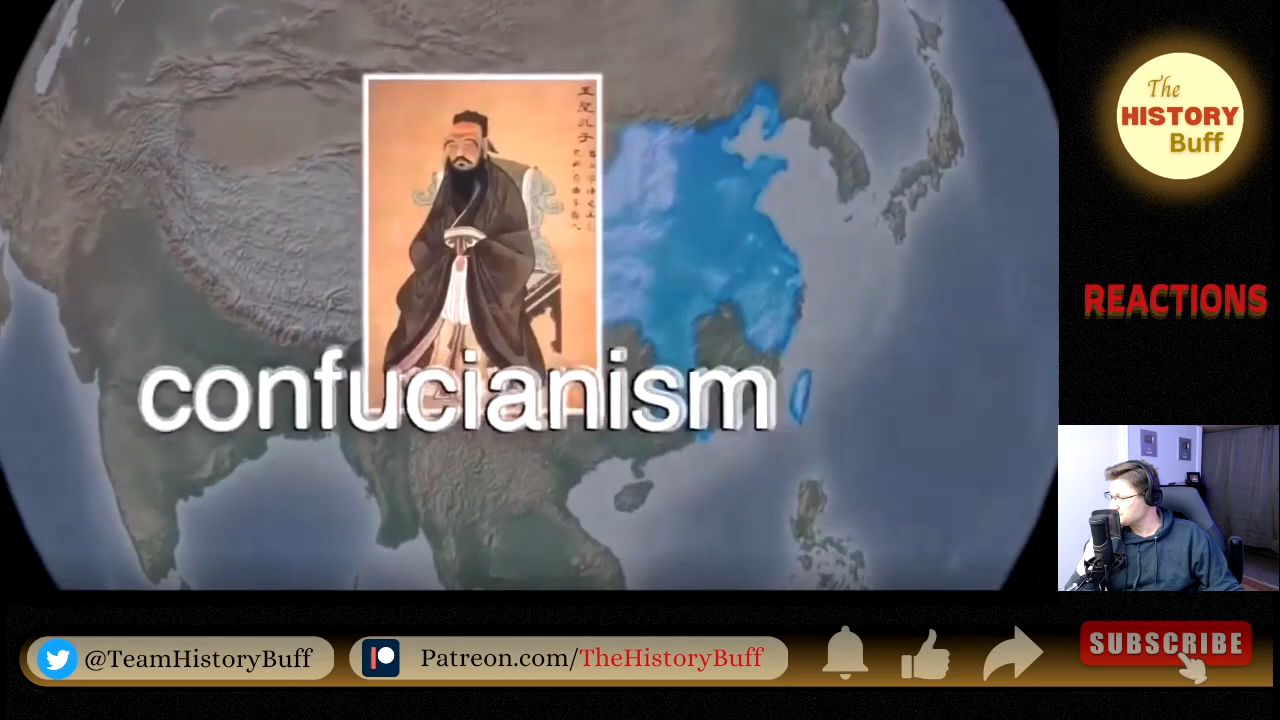 confucianism
The
HISTORY
Buff
REACTIONS
@TeamHistoryBuff
Patreon.com/TheHistoryBuff
SUBSCRIBE